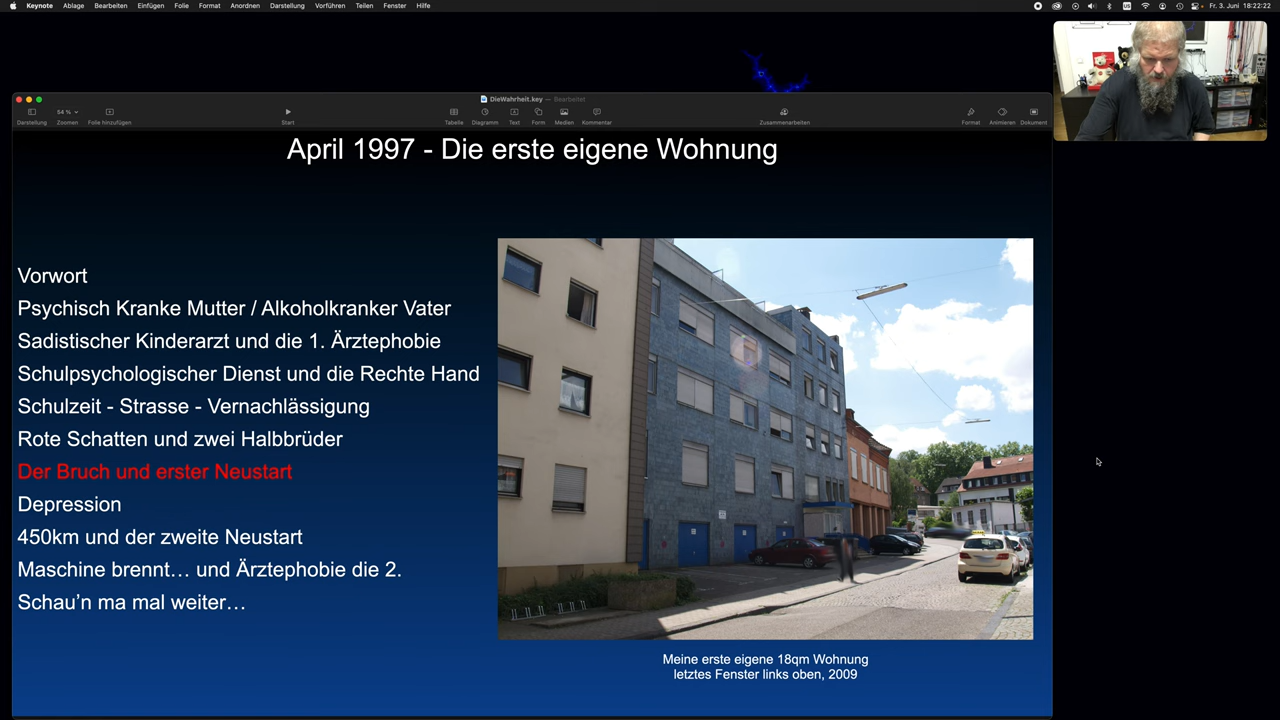 Keynote Ablage Bearbeiten Einfügen Folie Format Anordnen Darstellung Vorführen Teilen Fenster Hilfe
Fr. 3. Juni 18:22:22
DieWahrheit.key — Bearbeitet
54 %
Darstellung Zoomen Folie hinzufügen Start Tabelle Diagramm Text Form Medien Kommentar Zusammenarbeiten Format Animieren Dokument
April 1997 - Die erste eigene Wohnung
Vorwort
Psychisch Kranke Mutter / Alkoholkranker Vater
Sadistischer Kinderarzt und die 1. Ärztephobie
Schulpsychologischer Dienst und die Rechte Hand
Schulzeit - Strasse - Vernachlässigung
Rote Schatten und zwei Halbbrüder
Der Bruch und erster Neustart
Depression
450km und der zweite Neustart
Maschine brennt… und Ärztephobie die 2.
Schau’n ma mal weiter…
Meine erste eigene 18qm Wohnung
letztes Fenster links oben, 2009